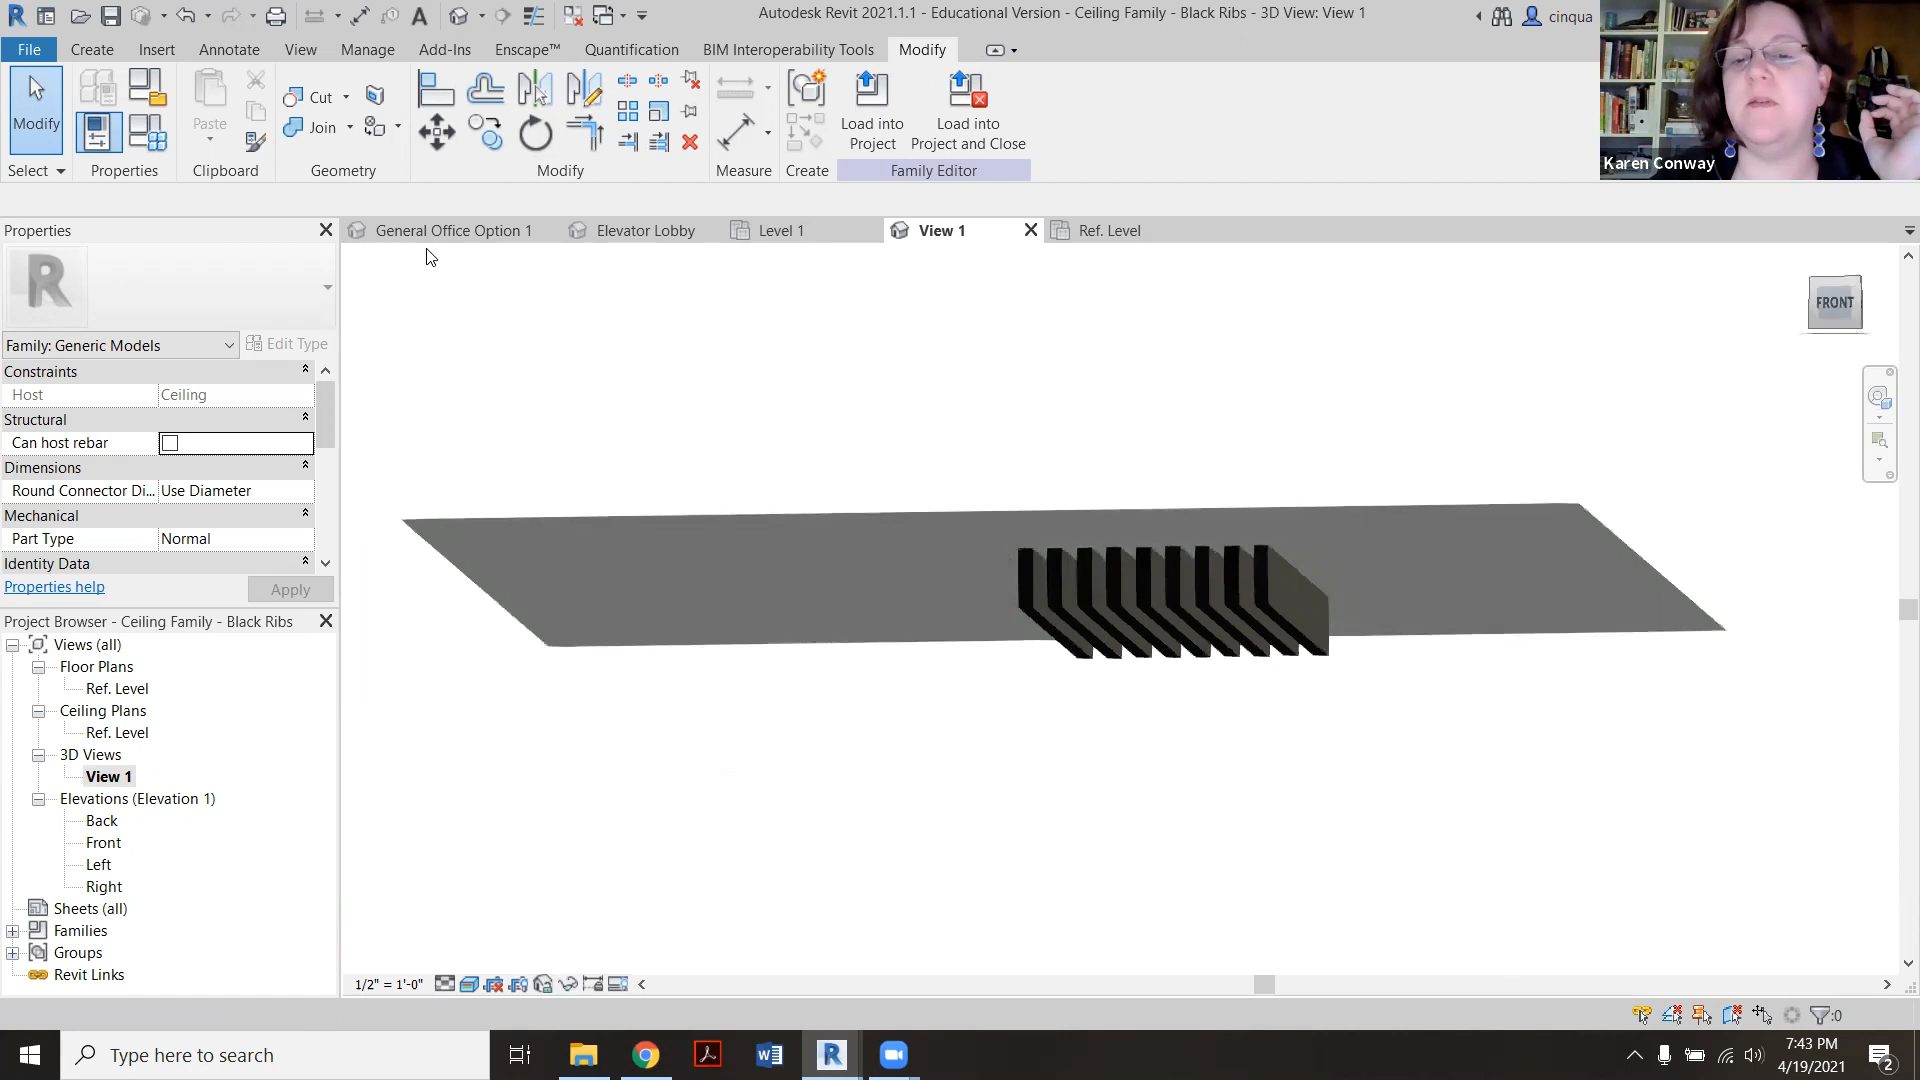 Autodesk Revit 2021.1.1 - Educational Version - Ceiling Family - Black Ribs - 3D View: View 1
cinqua
File Create Insert Annotate View Manage Add-Ins Enscape™ Quantification BIM Interoperability Tools Modify
Modify
Paste
Cut
Join
Load into Project
Load into Project and Close
Select Properties Clipboard Geometry Modify Measure Create Family Editor
Karen Conway
Properties
General Office Option 1
Elevator Lobby
Level 1
View 1
Ref. Level
R
FRONT
Family: Generic Models
Edit Type
Constraints
Host Ceiling
Structural
Can host rebar
Dimensions
Round Connector Di... Use Diameter
Mechanical
Part Type Normal
Identity Data
Properties help
Apply
Project Browser - Ceiling Family - Black Ribs
Views (all)
Floor Plans
Ref. Level
Ceiling Plans
Ref. Level
3D Views
View 1
Elevations (Elevation 1)
Back
Front
Left
Right
Sheets (all)
Families
Groups
Revit Links
1/2" = 1'-0"
:0
Type here to search
7:43 PM
4/19/2021
2